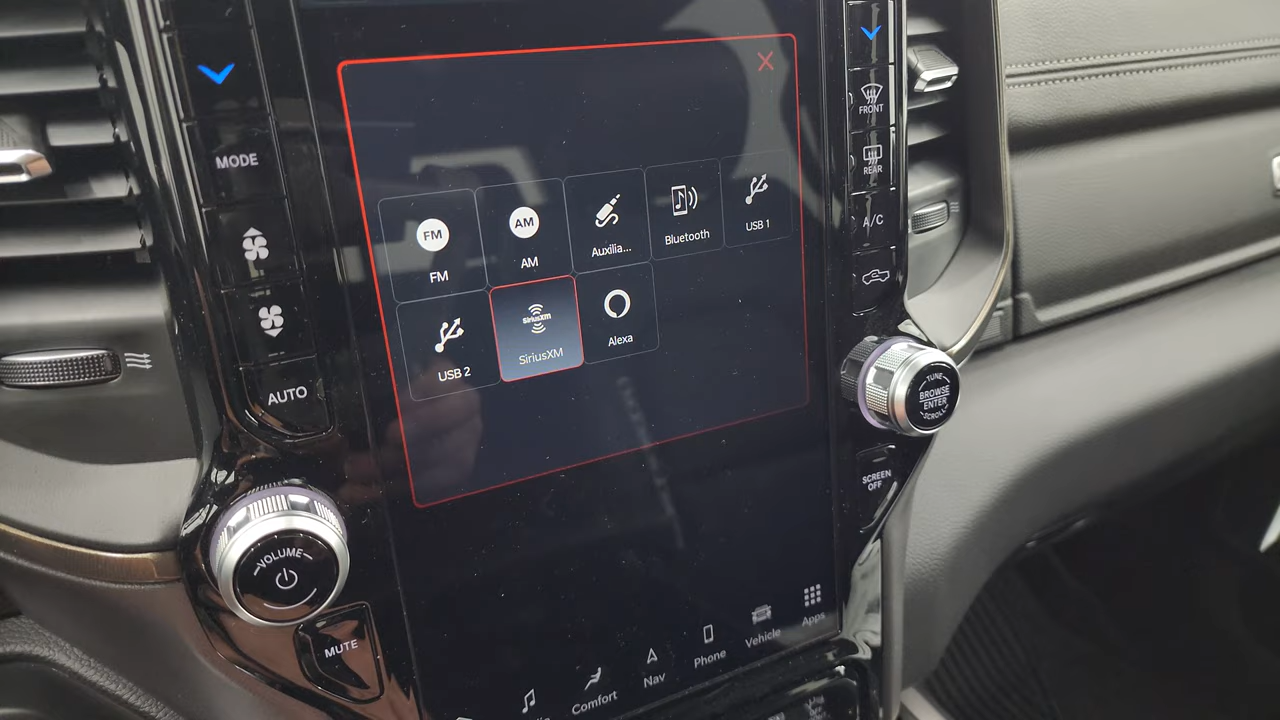 MODE
AUTO
VOLUME
MUTE
FM
FM
AM
AM
Auxilia...
Bluetooth
USB 1
USB 2
SiriusXM
SiriusXM
Alexa
Comfort
Nav
Phone
Vehicle
Apps
FRONT
REAR
A/C
TUNE
BROWSE
ENTER
SCROLL
SCREEN
OFF